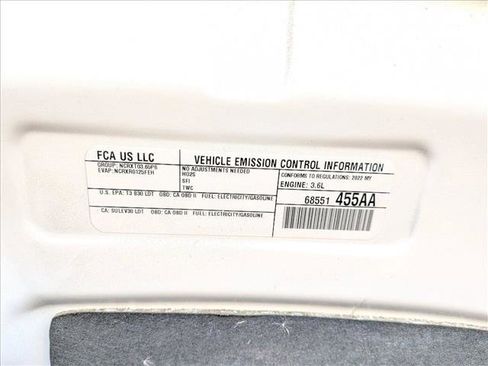 FCA US LLC
GROUP: NCRXT03.65P8
EVAP: NCRXR0125FEH
VEHICLE EMISSION CONTROL INFORMATION
NO ADJUSTMENTS NEEDED
HO2S
SFI
TWC
CONFORMS TO REGULATIONS: 2022 MY
ENGINE: 3.6L
68551 455AA
U.S. EPA: T3 B30 LDT OBD: CA OBD II FUEL: ELECTRICITY/GASOLINE
CA: SULEV30 LDT OBD: CA OBD II FUEL: ELECTRICITY/GASOLINE